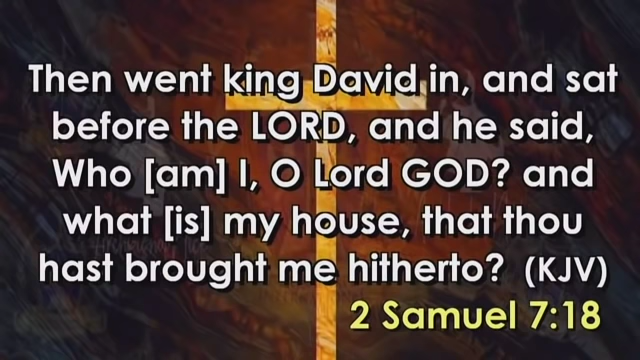 Then went king David in, and sat
before the LORD, and he said,
Who [am] I, O Lord GOD? and
what [is] my house, that thou
hast brought me hitherto? (KJV)
2 Samuel 7:18